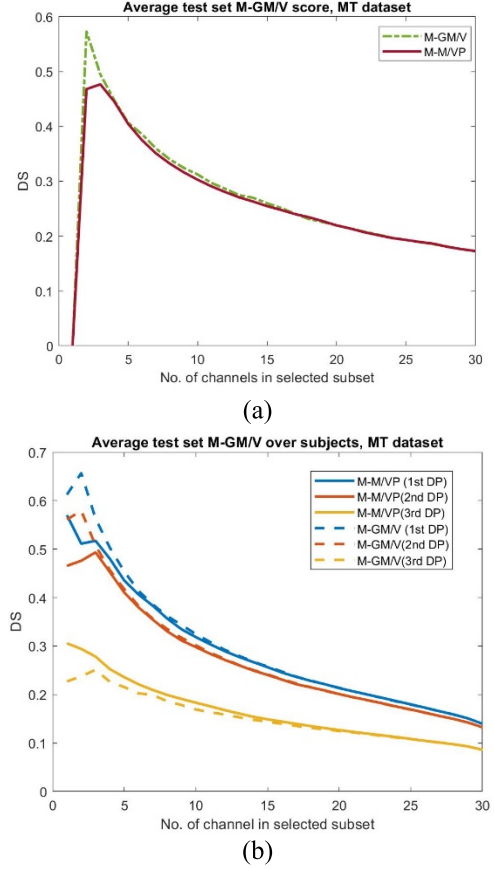 Average test set M-GM/V score, MT dataset
0.6
0.5
0.4
0.3
0.2
0.1
0
DS
M-GM/V
M-M/VP
0 5 10 15 20 25 30
No. of channels in selected subset
(a)
Average test set M-GM/V over subjects, MT dataset
0.7
0.6
0.5
0.4
0.3
0.2
0.1
0
DS
M-M/VP (1st DP)
M-M/VP(2nd DP)
M-M/VP(3rd DP)
M-GM/V (1st DP)
M-GM/V(2nd DP)
M-GM/V(3rd DP)
0 5 10 15 20 25 30
No. of channel in selected subset
(b)